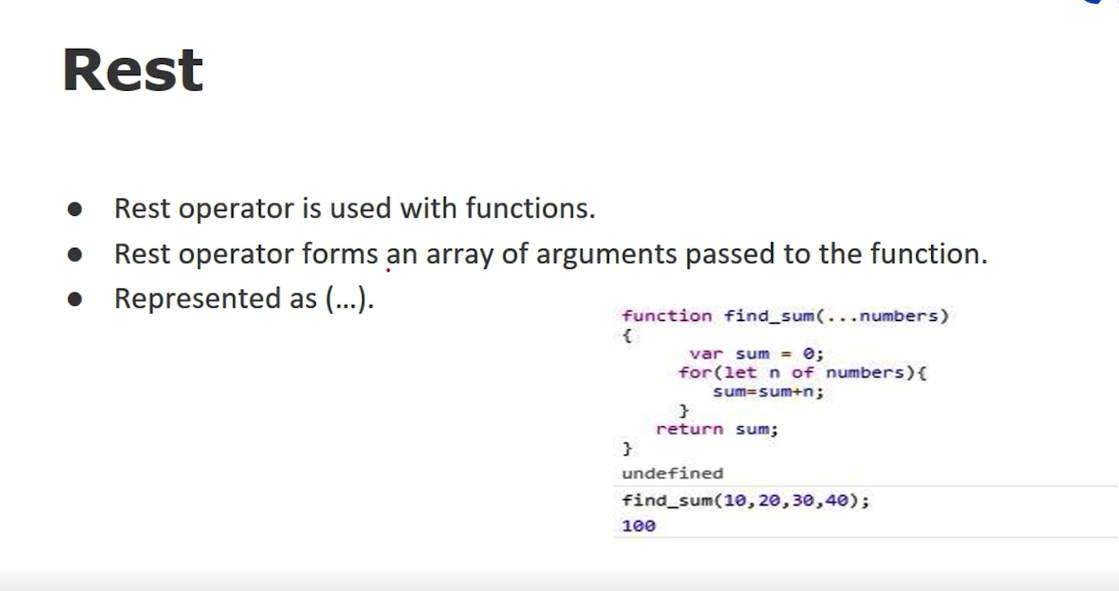 Rest
● Rest operator is used with functions.
● Rest operator forms an array of arguments passed to the function.
● Represented as (...).
function find_sum(...numbers)
{
var sum = 0;
for(let n of numbers){
sum=sum+n;
}
return sum;
}
undefined
find_sum(10,20,30,40);
100